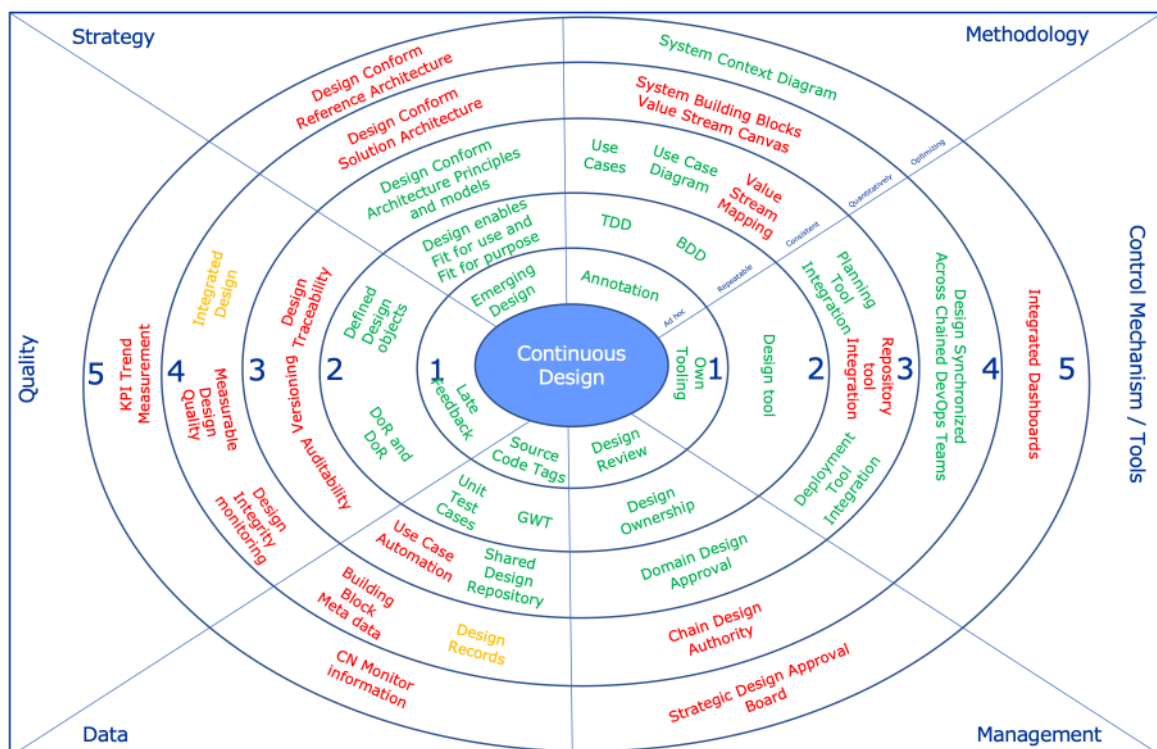 Strategy
Methodology
Quality
Control Mechanism / Tools
Data
Management
Continuous
Design
Design Conform
Reference Architecture
Design Conform
Solution Architecture
Design Conform
Architecture Principles
and models
Design enables
Fit for use and
Fit for purpose
Emerging
Design
System Context Diagram
System Building Blocks
Value Stream Canvas
Use
Cases
Use Case
Diagram
Value
Stream
Mapping
TDD
BDD
Annotation
Ad hoc
Repeatable
Consistent
Quantitatively
Optimizing
5
4
3
2
1
1
2
3
4
5
KPI Trend
Measurement
Integrated
Design
Measurable
Design
Quality
Design
Integrity
monitoring
Design
Traceability
Versioning
Auditability
Defined
Design
objects
DoR and
DoR
Late
Feedback
Own
Tooling
Design tool
Planning
Tool
Integration
Repository
tool
Integration
Deployment
Tool
Integration
Design Synchronized
Across Chained DevOps Teams
Integrated Dashboards
Source
Code Tags
Unit
Test
Cases
GWT
Use Case
Automation
Shared
Design
Repository
Building
Block
Meta data
Design
Records
CN Monitor
information
Design
Review
Design
Ownership
Domain Design
Approval
Chain Design
Authority
Strategic Design Approval
Board